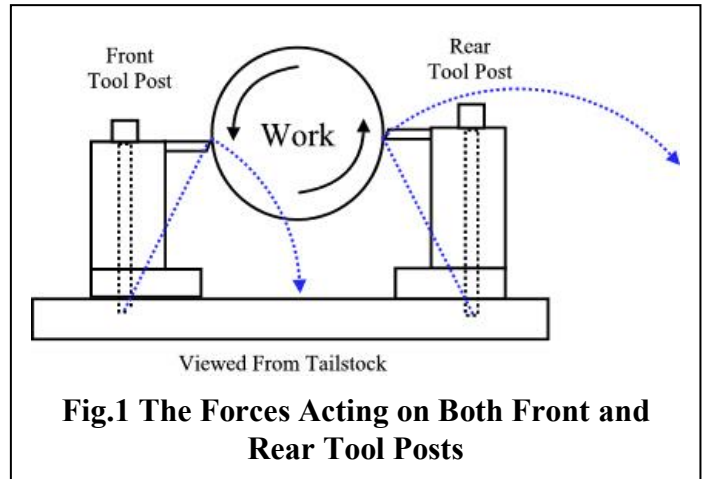 Front
Tool Post
Rear
Tool Post
Work
Viewed From Tailstock
Fig.1 The Forces Acting on Both Front and
Rear Tool Posts